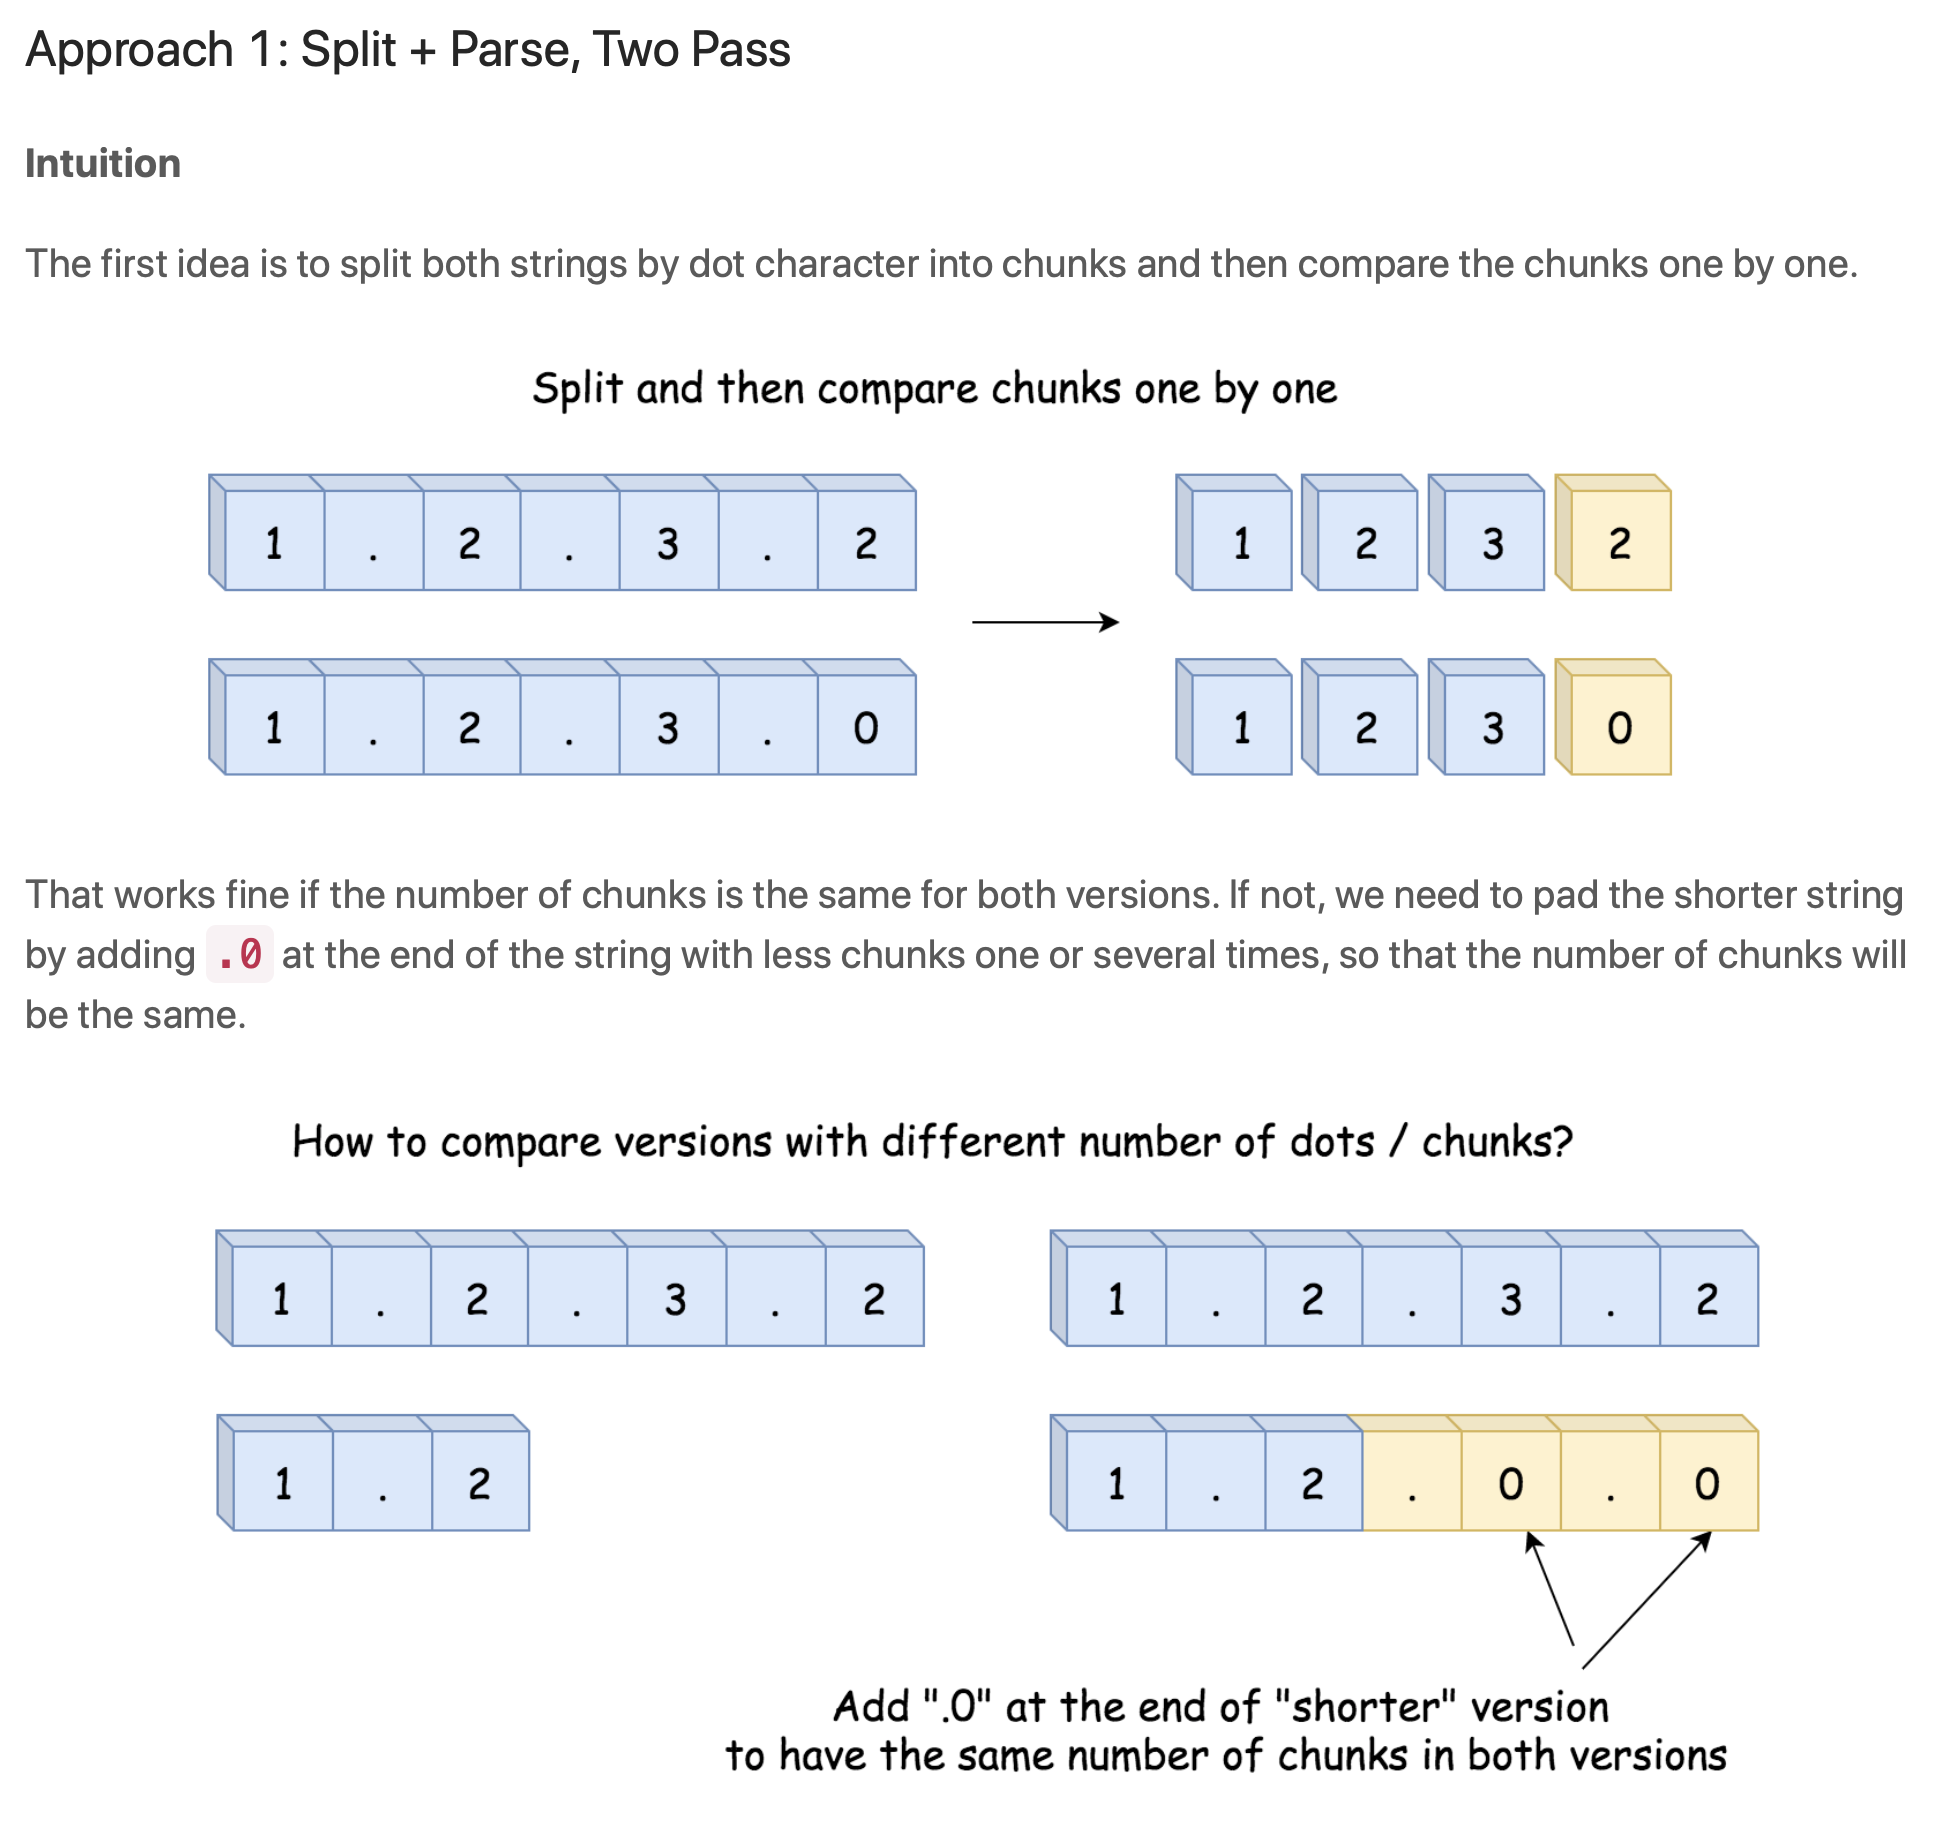 Approach 1: Split + Parse, Two Pass
Intuition
The first idea is to split both strings by dot character into chunks and then compare the chunks one by one.
Split and then compare chunks one by one
1 . 2 . 3 . 2
1 2 3 2
1 . 2 . 3 . 0
1 2 3 0
That works fine if the number of chunks is the same for both versions. If not, we need to pad the shorter string
by adding .0 at the end of the string with less chunks one or several times, so that the number of chunks will
be the same.
How to compare versions with different number of dots / chunks?
1 . 2 . 3 . 2
1 . 2 . 3 . 2
1 . 2
1 . 2 . 0 . 0
Add ".0" at the end of "shorter" version
to have the same number of chunks in both versions